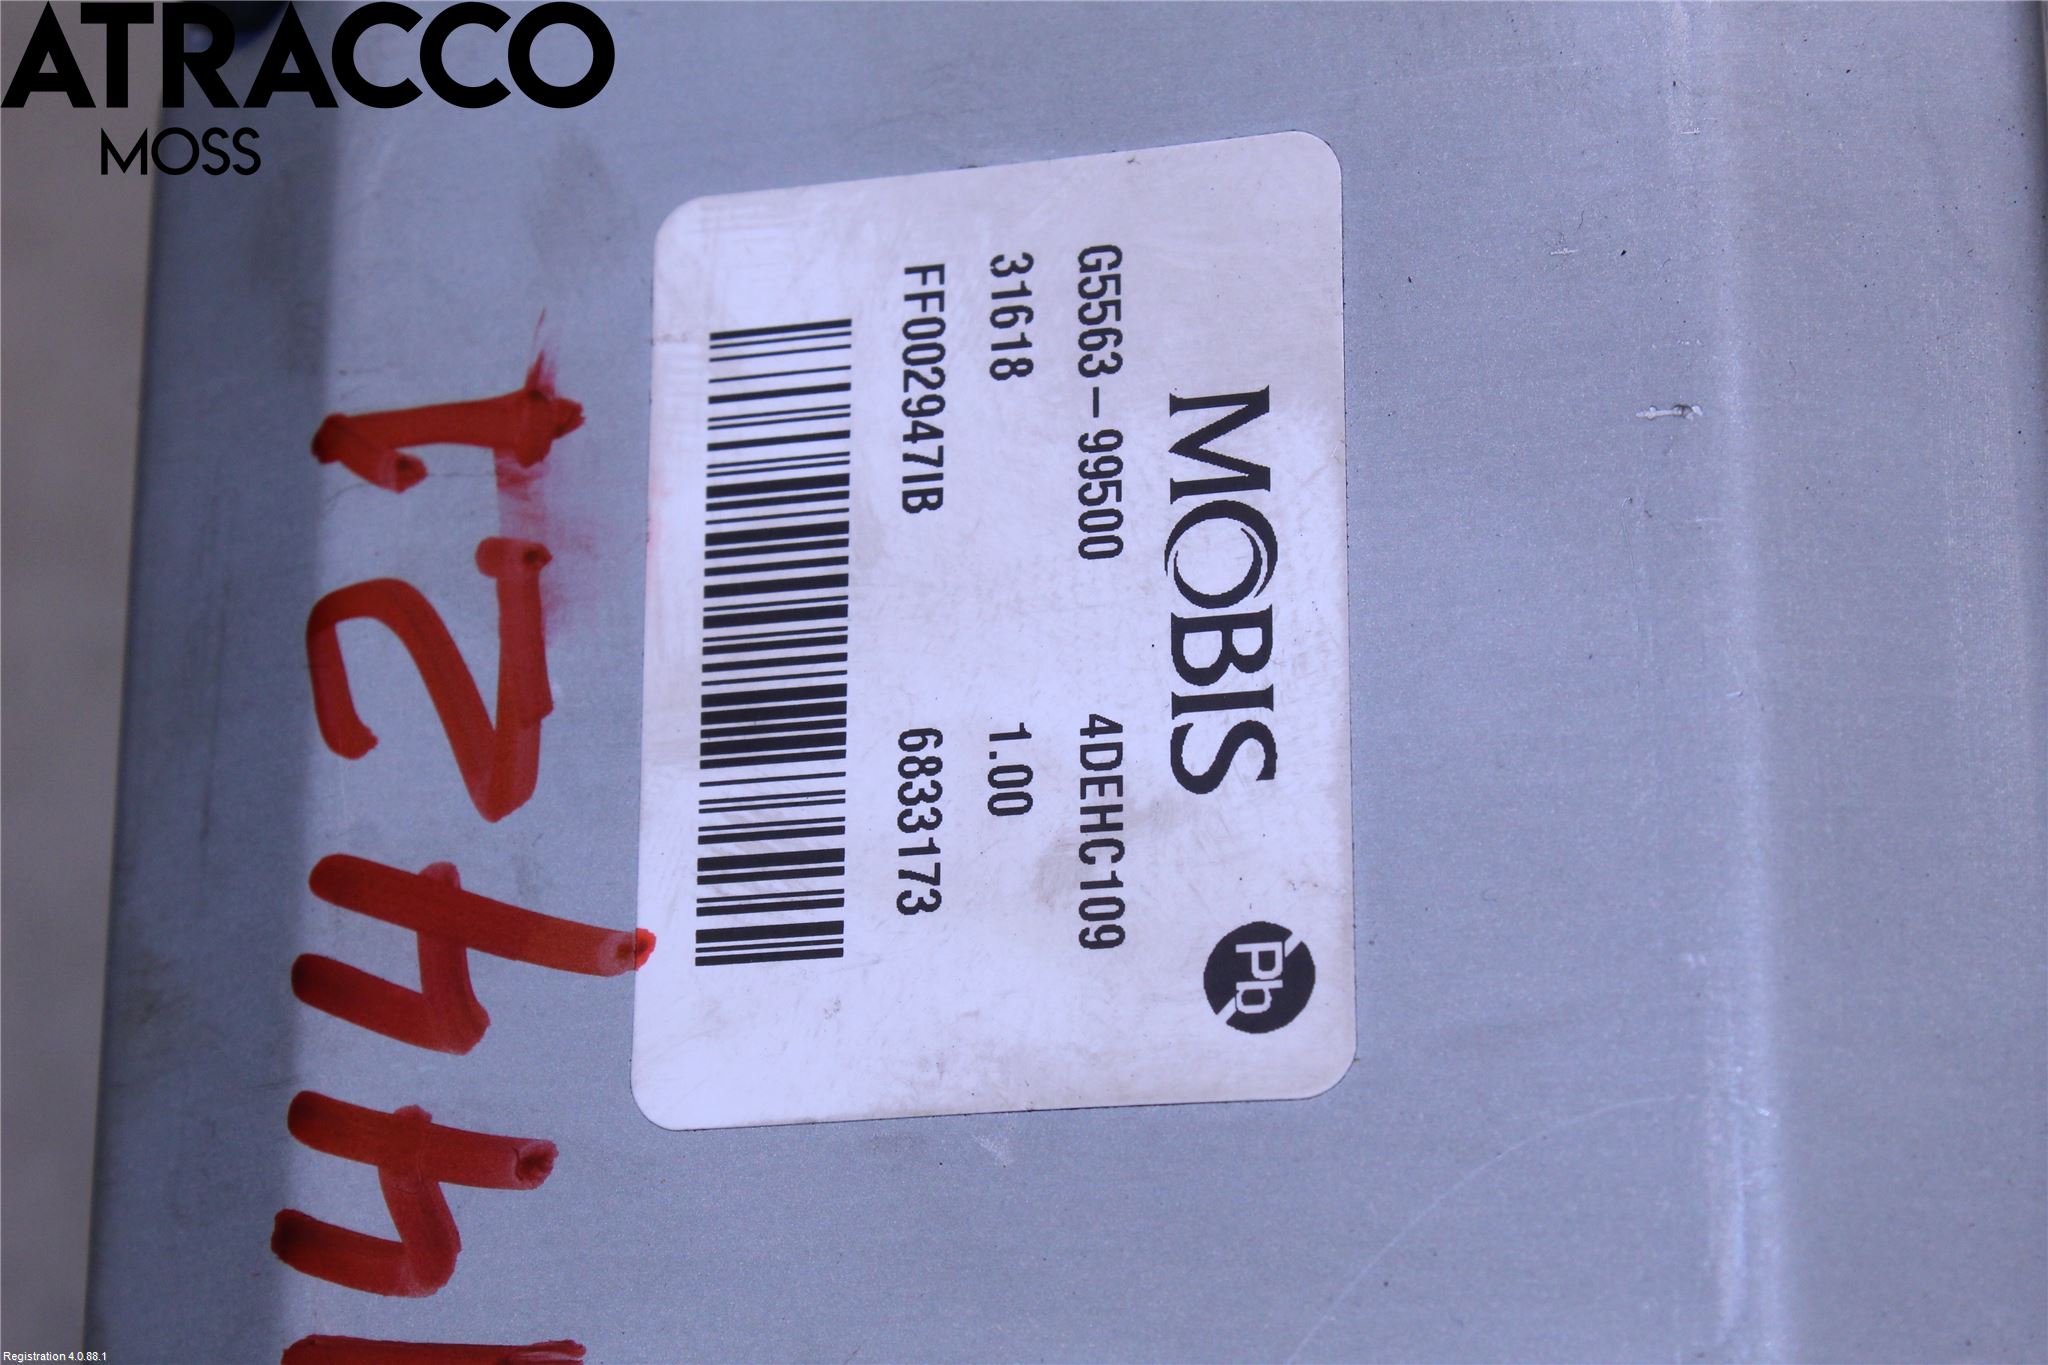 ATRACCO
MOSS
MOBIS
Pb
G5563-99500 4DEHC109
31618 1.00
FF002947IB 6833173
1244
Registration 4.0.88.1